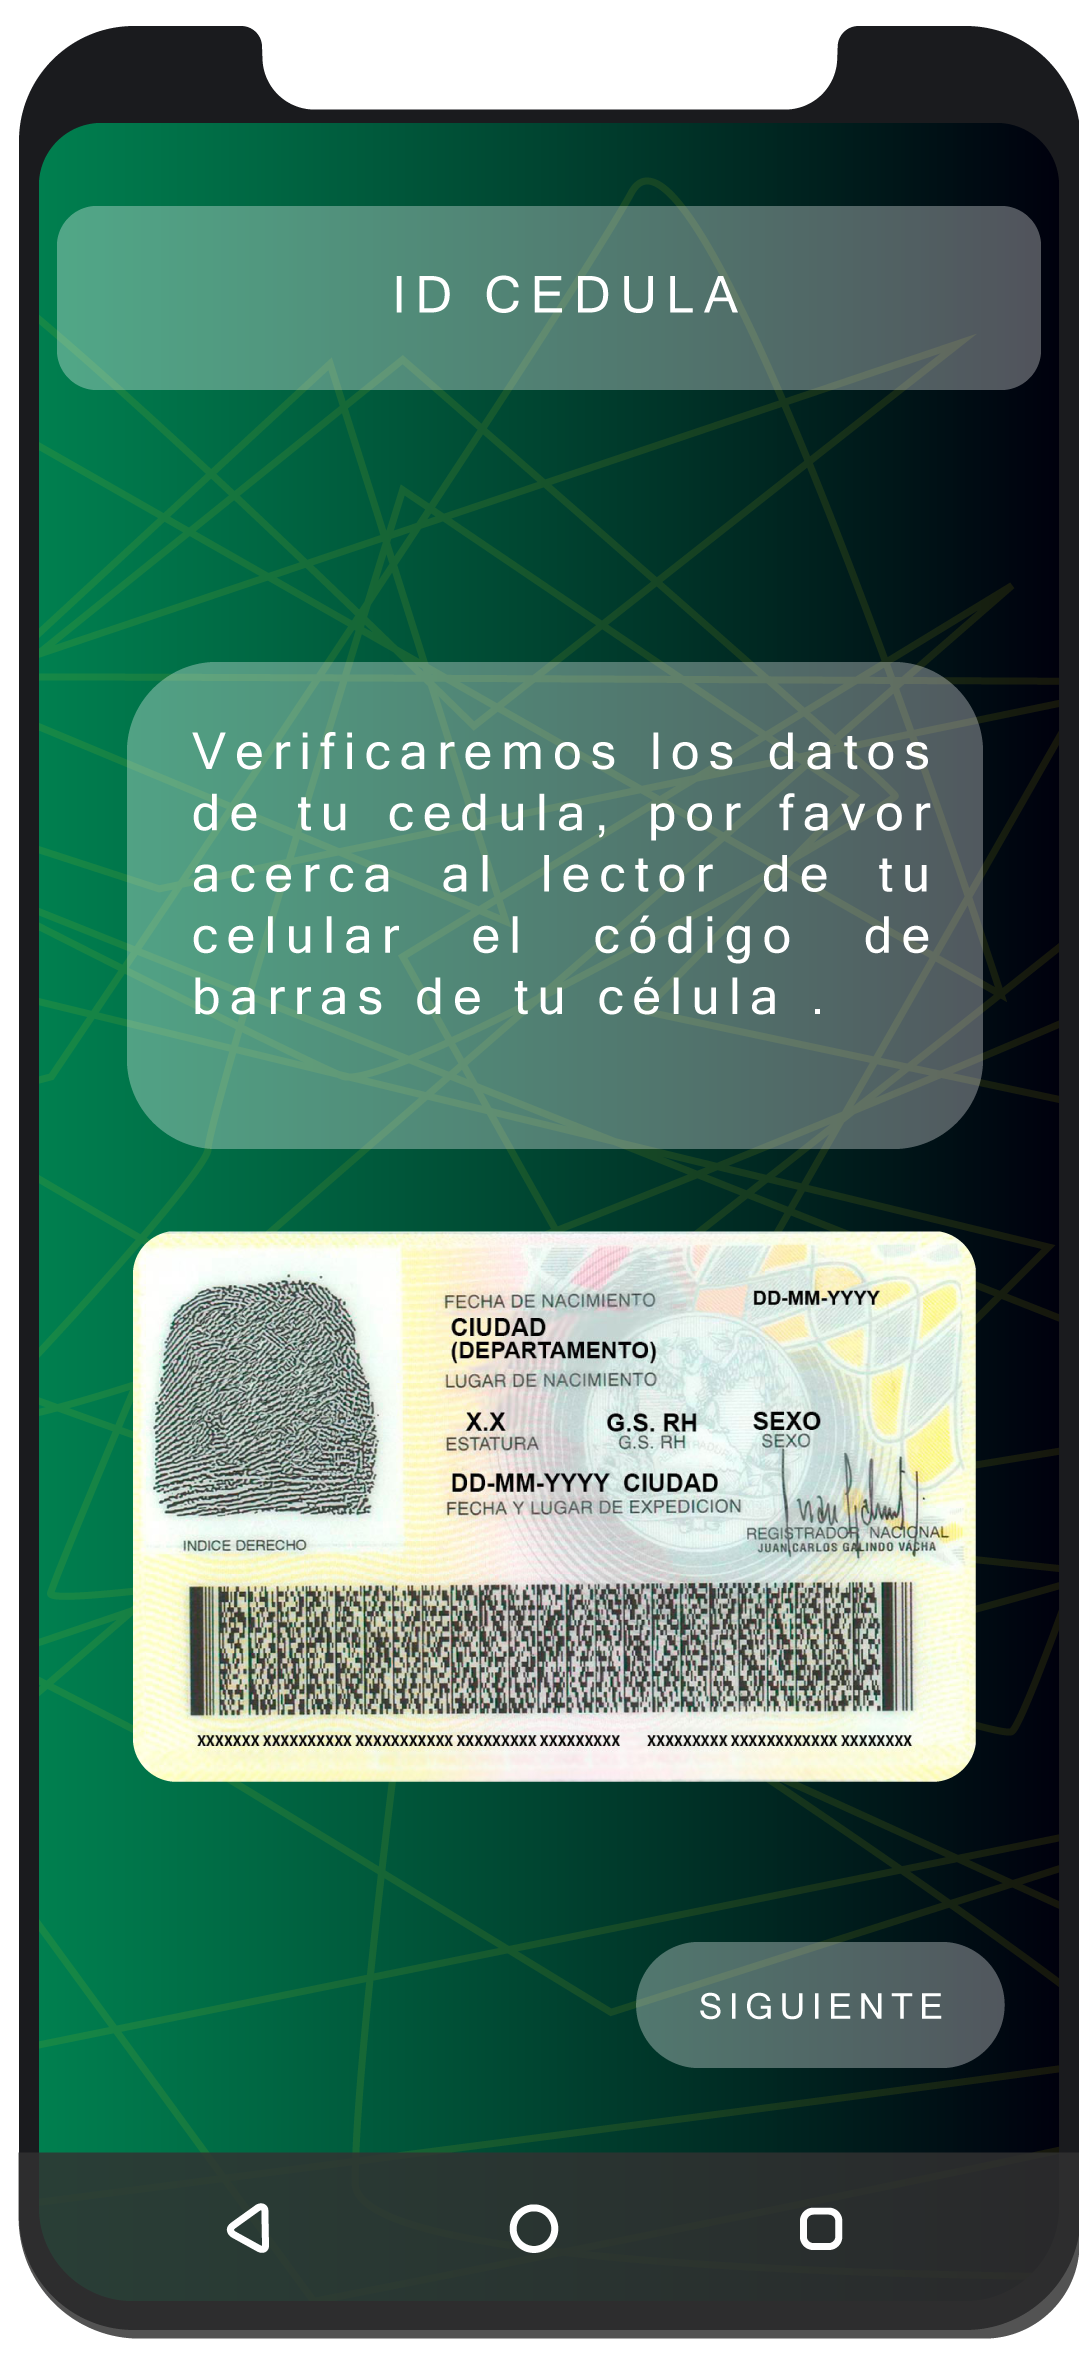 ID CEDULA
Verificaremos los datos
de tu cedula, por favor
acerca al lector de tu
celular el código de
barras de tu célula .
FECHA DE NACIMIENTO DD-MM-YYYY
CIUDAD
(DEPARTAMENTO)
LUGAR DE NACIMIENTO
X.X G.S. RH SEXO
ESTATURA G.S. RH SEXO
DD-MM-YYYY CIUDAD
FECHA Y LUGAR DE EXPEDICION
REGISTRADOR NACIONAL
JUAN CARLOS GALINDO VÁCHA
INDICE DERECHO
XXXXXXX XXXXXXXXXX XXXXXXXXXXX XXXXXXXXX XXXXXXXXX XXXXXXXXX XXXXXXXXXXXX XXXXXXXX
SIGUIENTE